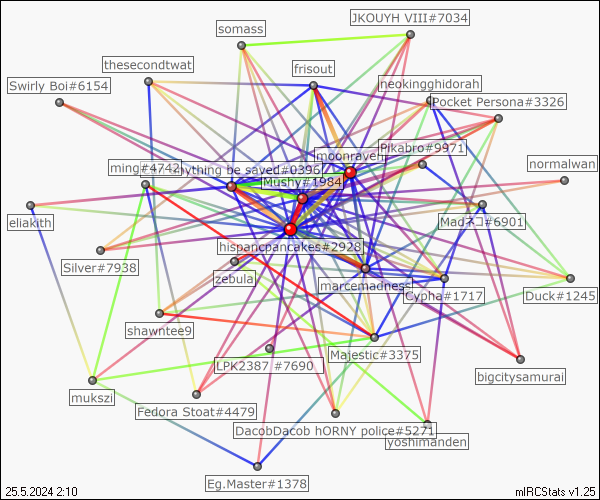 JKOUYH VIII#7034
somass
thesecondtwat
frisout
Swirly Boi#6154
neokingghidorah
Pocket Persona#3326
Pikabro#9971
moonraven
ming#4742
anything be saved#0396
normalwan
Mushy#1984
eliakith
Madネコ#6901
hispancpancakes#2928
Silver#7938
zebula
marcemadness
Cypha#1717
Duck#1245
shawntee9
Majestic#3375
LPK2387 #7690
bigcitysamurai
mukszi
Fedora Stoat#4479
DacobDacob hORNY police#5271
yoshimanden
Eg.Master#1378
25.5.2024 2:10
mIRCStats v1.25